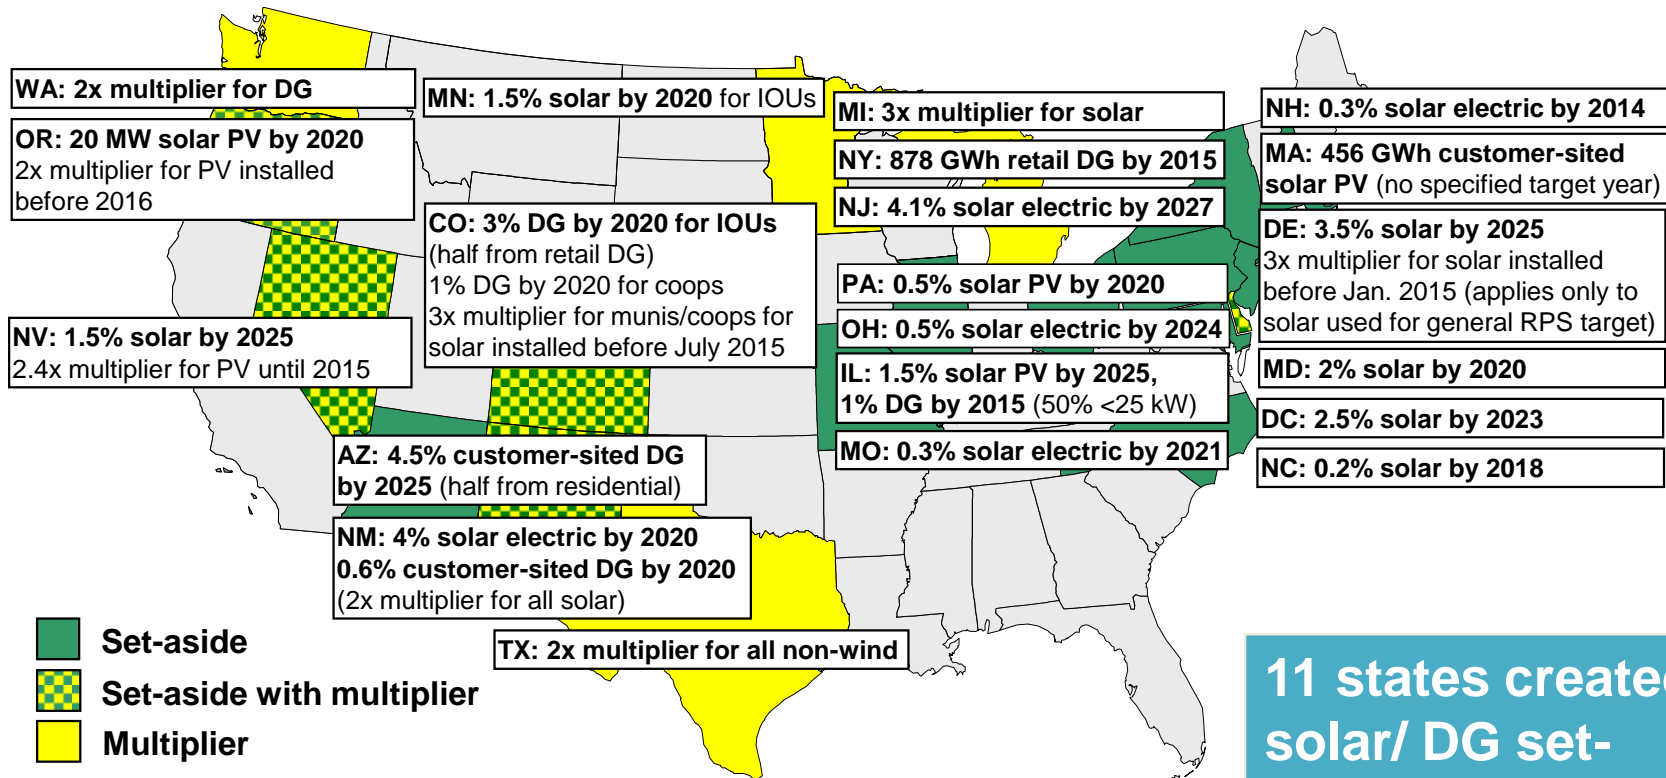 WA: 2x multiplier for DG
OR: 20 MW solar PV by 2020
2x multiplier for PV installed
before 2016
NV: 1.5% solar by 2025
2.4x multiplier for PV until 2015
MN: 1.5% solar by 2020 for IOUs
CO: 3% DG by 2020 for IOUs
(half from retail DG)
1% DG by 2020 for coops
3x multiplier for munis/coops for
solar installed before July 2015
AZ: 4.5% customer-sited DG
by 2025 (half from residential)
NM: 4% solar electric by 2020
0.6% customer-sited DG by 2020
(2x multiplier for all solar)
TX: 2x multiplier for all non-wind
MI: 3x multiplier for solar
NY: 878 GWh retail DG by 2015
NJ: 4.1% solar electric by 2027
PA: 0.5% solar PV by 2020
OH: 0.5% solar electric by 2024
IL: 1.5% solar PV by 2025,
1% DG by 2015 (50% <25 kW)
MO: 0.3% solar electric by 2021
NH: 0.3% solar electric by 2014
MA: 456 GWh customer-sited
solar PV (no specified target year)
DE: 3.5% solar by 2025
3x multiplier for solar installed
before Jan. 2015 (applies only to
solar used for general RPS target)
MD: 2% solar by 2020
DC: 2.5% solar by 2023
NC: 0.2% solar by 2018
Set-aside
Set-aside with multiplier
Multiplier
11 states created
solar/ DG set-